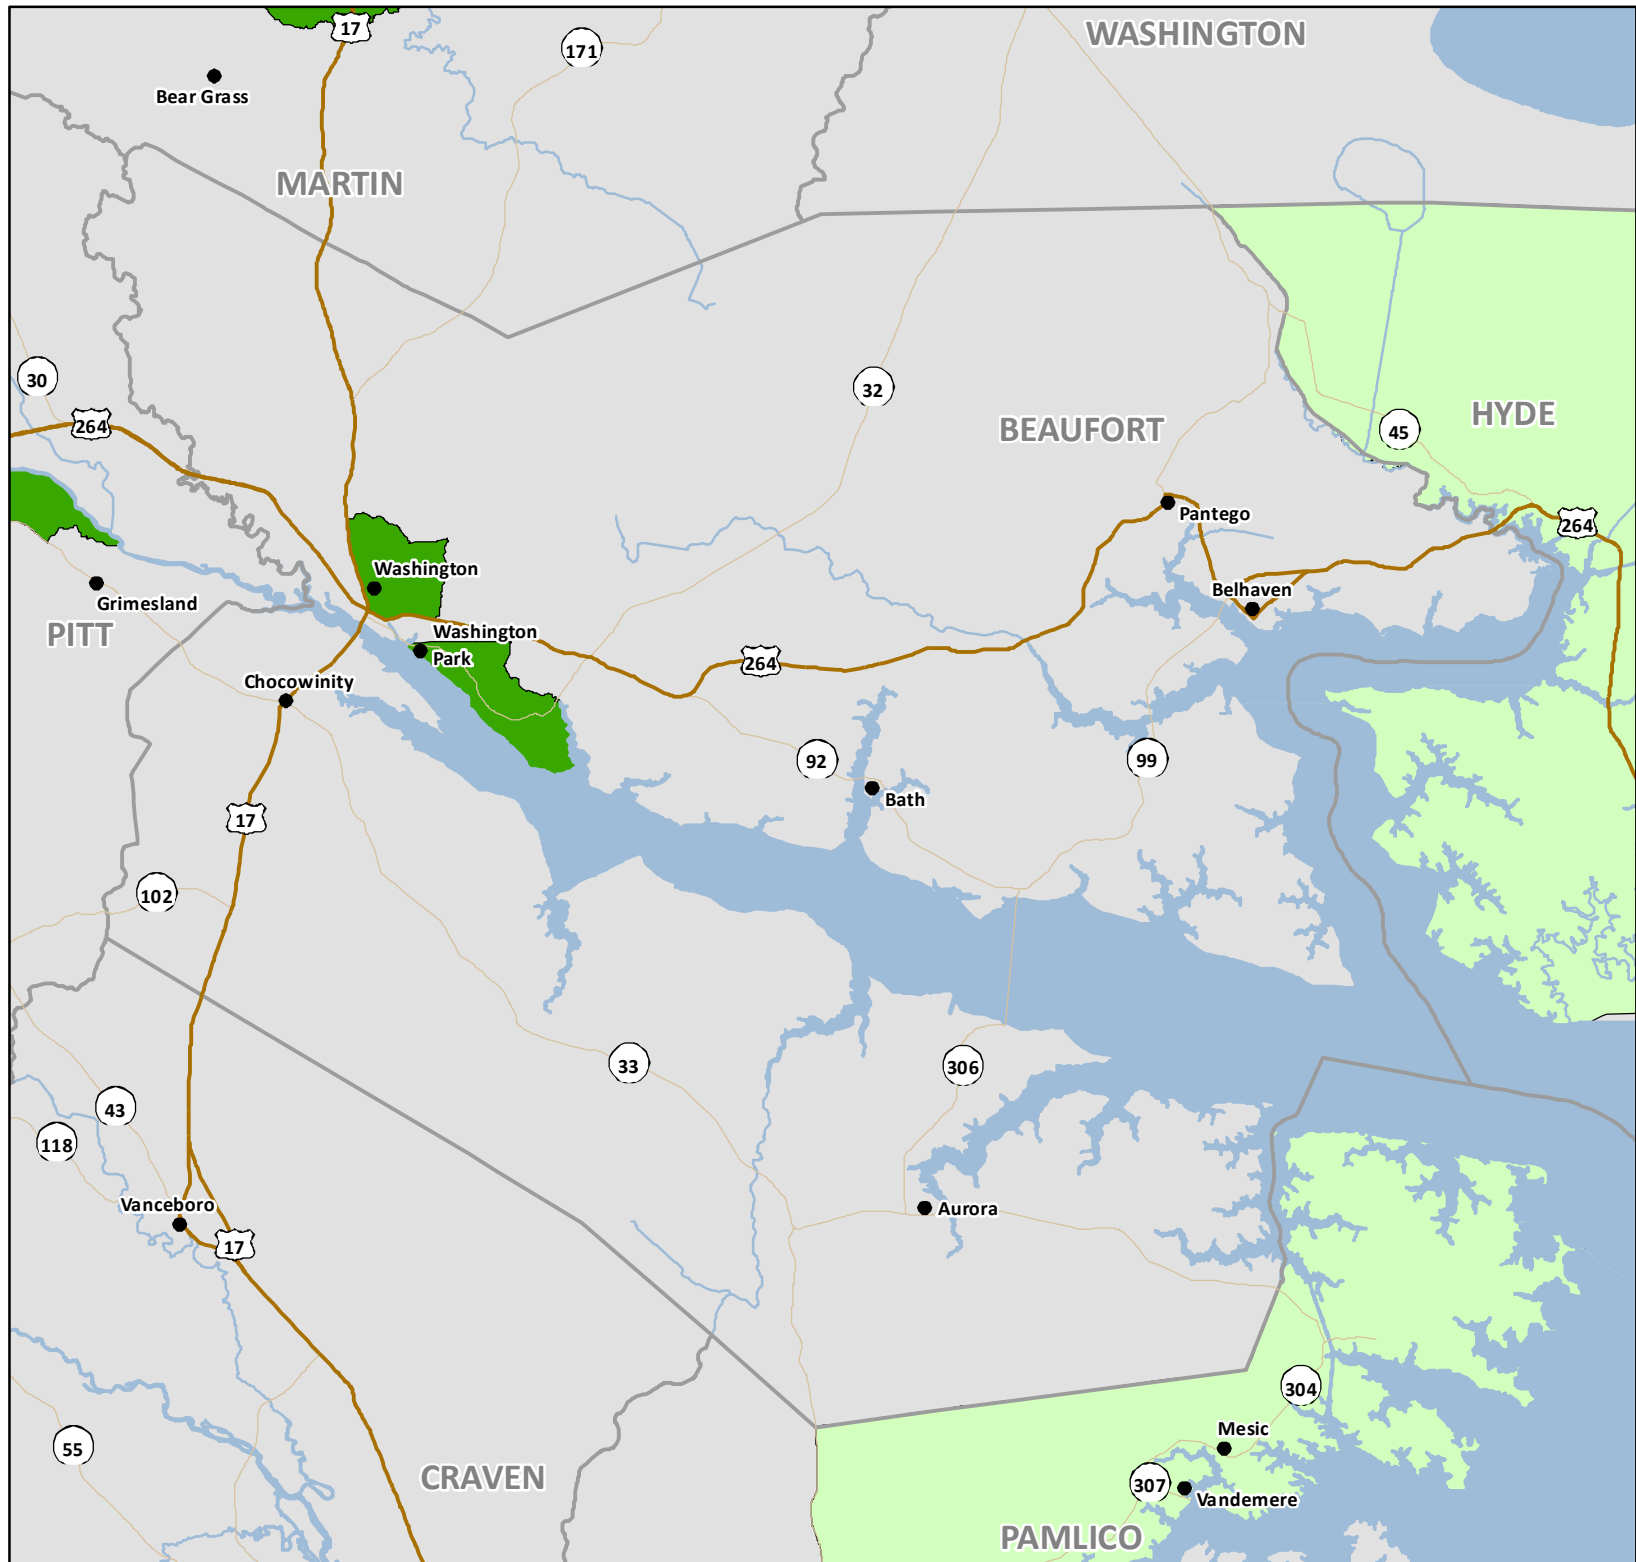 17
WASHINGTON
171
Bear Grass
MARTIN
30
32
264
BEAUFORT
45
HYDE
Pantego
264
Washington
Belhaven
Grimesland
PITT
Washington
Park
264
Chocowinity
92
99
Bath
17
102
33
306
43
118
Vanceboro
Aurora
17
304
Mesic
55
CRAVEN
307
Vandemere
PAMLICO